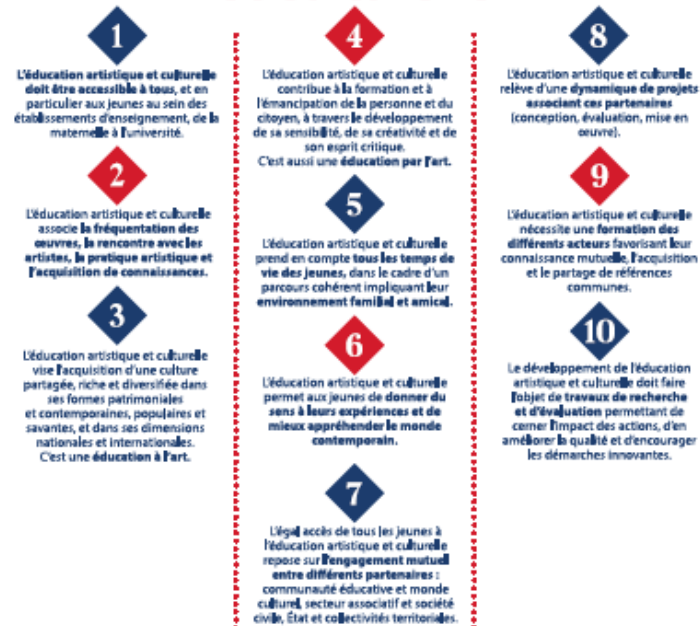 1
L'éducation artistique et culturelle
doit être accessible à tous, et en
particulier aux jeunes au sein des
établissements d'enseignement, de la
maternelle à l'université.
2
L'éducation artistique et culturelle
associe la fréquentation des
œuvres, la rencontre avec les
artistes, la pratique artistique et
l'acquisition de connaissances.
3
L'éducation artistique et culturelle
vise l'acquisition d'une culture
partagée, riche et diversifiée dans
ses formes patrimoniales
et contemporaines, populaires et
savantes, et dans ses dimensions
nationales et internationales.
C'est une éducation à l'art.
4
L'éducation artistique et culturelle
contribue à la formation et à
l'émancipation de la personne et du
citoyen, à travers le développement
de sa sensibilité, de sa créativité et de
son esprit critique.
C'est aussi une éducation par l'art.
5
L'éducation artistique et culturelle
prend en compte tous les temps de
vie des jeunes, dans le cadre d'un
parcours cohérent impliquant leur
environnement familial et amical.
6
L'éducation artistique et culturelle
permet aux jeunes de donner du
sens à leurs expériences et de
mieux appréhender le monde
contemporain.
7
L'égal accès de tous les jeunes à
l'éducation artistique et culturelle
repose sur l'engagement mutuel
entre différents partenaires :
communauté éducative et monde
culturel, secteur associatif et société
civile, État et collectivités territoriales.
8
L'éducation artistique et culturelle
relève d'une dynamique de projets
associant ces partenaires
(conception, évaluation, mise en
œuvre).
9
L'éducation artistique et culturelle
nécessite une formation des
différents acteurs favorisant leur
connaissance mutuelle, l'acquisition
et le partage de références
communes.
10
Le développement de l'éducation
artistique et culturelle doit faire
l'objet de travaux de recherche
et d'évaluation permettant de
cerner l'impact des actions, d'en
améliorer la qualité et d'encourager
les démarches innovantes.